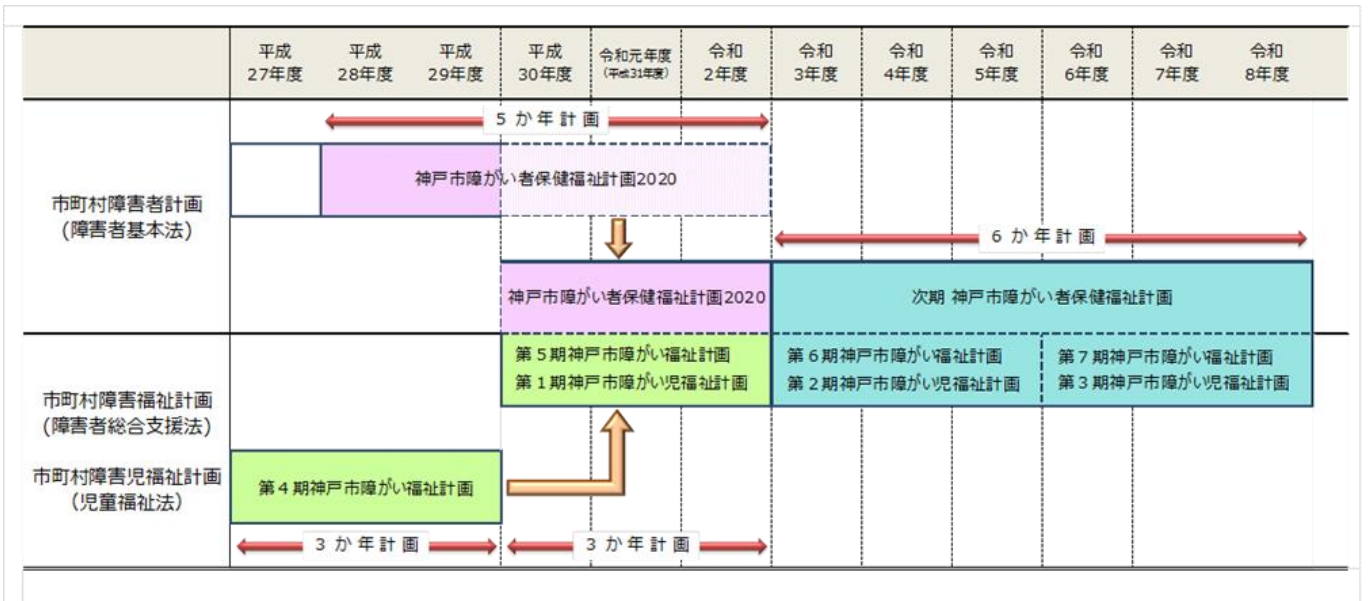 平成
27年度
平成
28年度
平成
29年度
平成
30年度
令和元年度
(平成31年度)
令和
2年度
令和
3年度
令和
4年度
令和
5年度
令和
6年度
令和
7年度
令和
8年度
5か年計画
市町村障害者計画
(障害者基本法)
神戸市障がい者保健福祉計画2020
6か年計画
神戸市障がい者保健福祉計画2020
次期 神戸市障がい者保健福祉計画
市町村障害福祉計画
(障害者総合支援法)
市町村障害児福祉計画
(児童福祉法)
第5期神戸市障がい福祉計画
第1期神戸市障がい児福祉計画
第6期神戸市障がい福祉計画
第2期神戸市障がい児福祉計画
第7期神戸市障がい福祉計画
第3期神戸市障がい児福祉計画
第4期神戸市障がい福祉計画
3か年計画
3か年計画